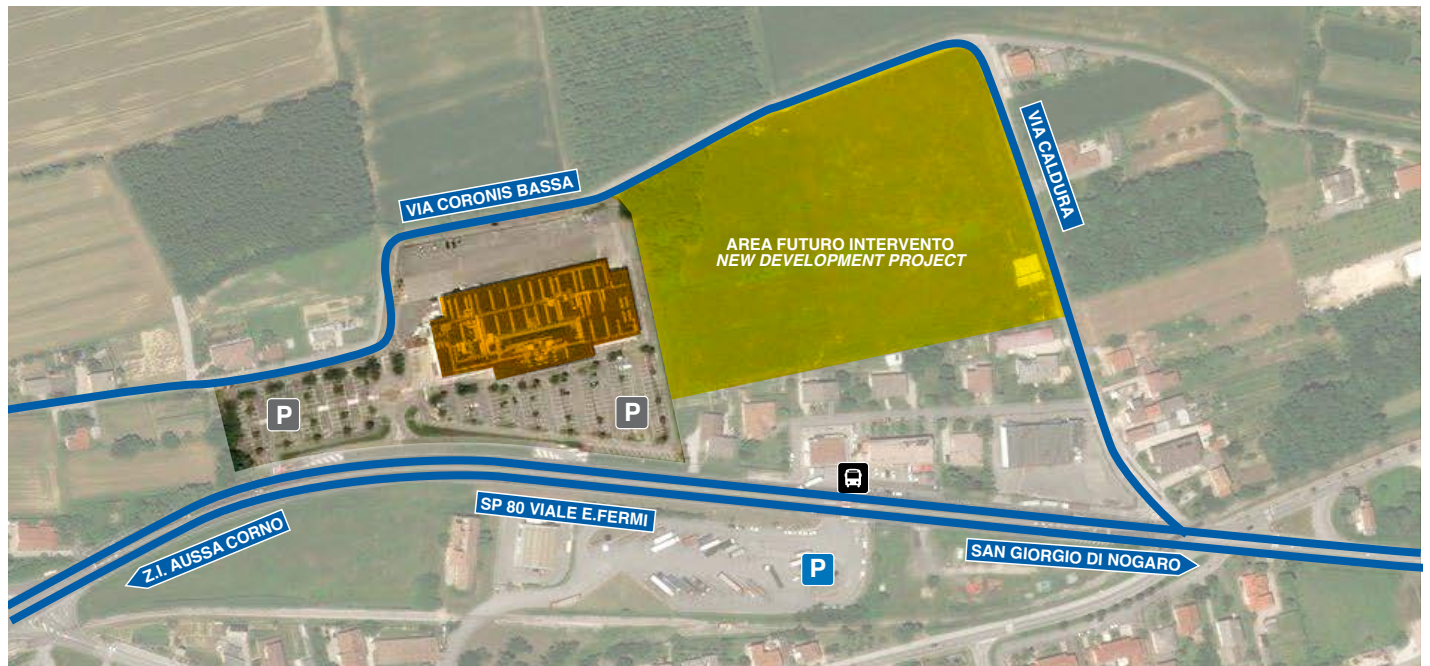 VIA CORONIS BASSA
VIA CALDURA
AREA FUTURO INTERVENTO
NEW DEVELOPMENT PROJECT
P
P
SP 80 VIALE E.FERMI
Z.I. AUSSA CORNO
P
SAN GIORGIO DI NOGARO